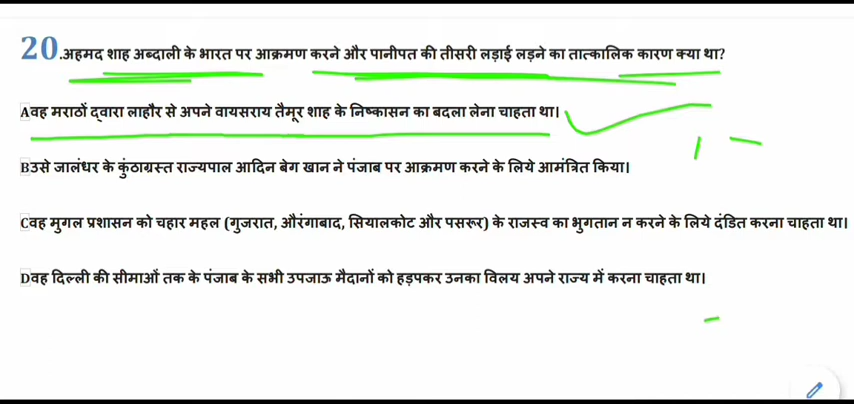 20.अहमद शाह अब्दाली के भारत पर आक्रमण करने और पानीपत की तीसरी लड़ाई लड़ने का तात्कालिक कारण क्या था?
Aवह मराठों द्वारा लाहौर से अपने वायसराय तैमूर शाह के निष्कासन का बदला लेना चाहता था।
Bउसे जालंधर के कुंठाग्रस्त राज्यपाल आदिन बेग खान ने पंजाब पर आक्रमण करने के लिये आमंत्रित किया।
Cवह मुगल प्रशासन को चहार महल (गुजरात, औरंगाबाद, सियालकोट और पसरूर) के राजस्व का भुगतान न करने के लिये दंडित करना चाहता था।
Dवह दिल्ली की सीमाओं तक के पंजाब के सभी उपजाऊ मैदानों को हड़पकर उनका विलय अपने राज्य में करना चाहता था।